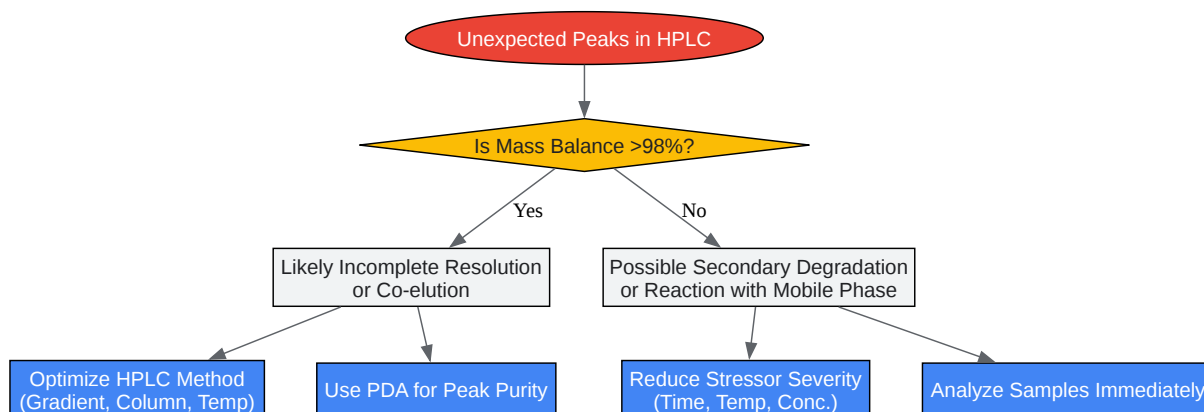 Unexpected Peaks in HPLC
Is Mass Balance >98%?
Yes
No
Likely Incomplete Resolution
or Co-elution
Possible Secondary Degradation
or Reaction with Mobile Phase
Optimize HPLC Method
(Gradient, Column, Temp)
Use PDA for Peak Purity
Reduce Stressor Severity
(Time, Temp, Conc.)
Analyze Samples Immediately